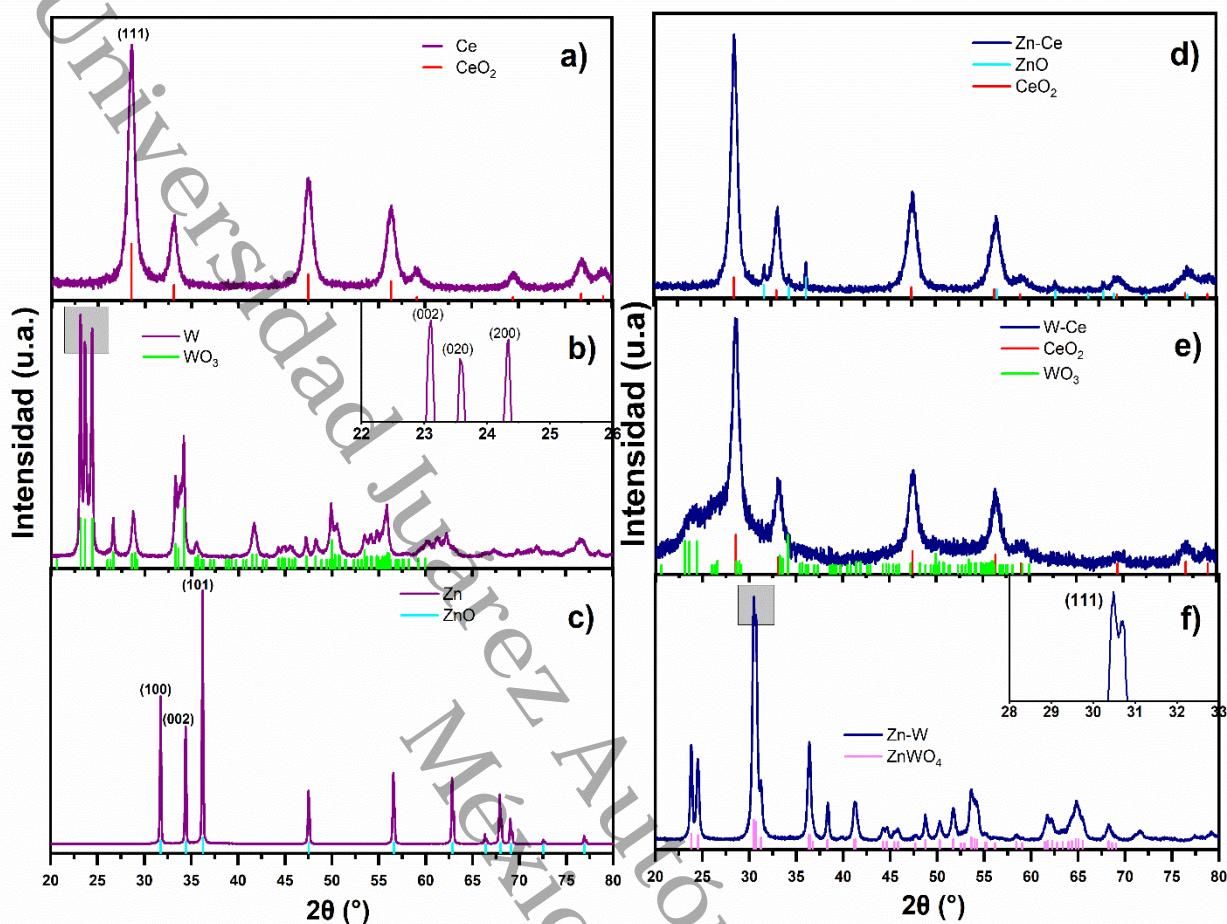 Universidad Juárez Autó
México
Intensidad (u.a.)
(111)
Ce
CeO₂
a)
W
WO₃
b)
(002)
(020)
(200)
22 23 24 25 26
Zn
ZnO
c)
(100)
(002)
(101)
20 25 30 35 40 45 50 55 60 65 70 75 80
2θ (°)
Intensidad (u.a)
Zn-Ce
ZnO
CeO₂
d)
W-Ce
CeO₂
WO₃
e)
(111)
28 29 30 31 32 33
f)
Zn-W
ZnWO₄
20 25 30 35 40 45 50 55 60 65 70 75 80
2θ (°)